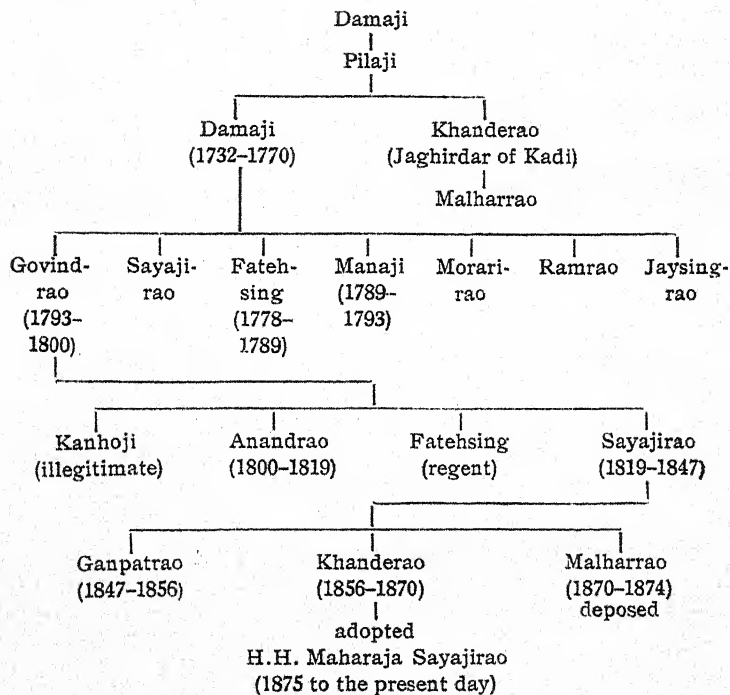 Damaji
Pilaji
Damaji Khanderao
(1732–1770) (Jaghirdar of Kadi)
Malharrao
Govind- Sayaji- Fateh- Manaji Morari- Ramrao Jaysing-
rao rao sing (1789– rao rao
(1793– (1778– 1793)
1800) 1789)
Kanhoji Anandrao Fatehsing Sayajirao
(illegitimate) (1800–1819) (regent) (1819–1847)
Ganpatrao Khanderao Malharrao
(1847–1856) (1856–1870) (1870–1874)
deposed
adopted
H.H. Maharaja Sayajirao
(1875 to the present day)